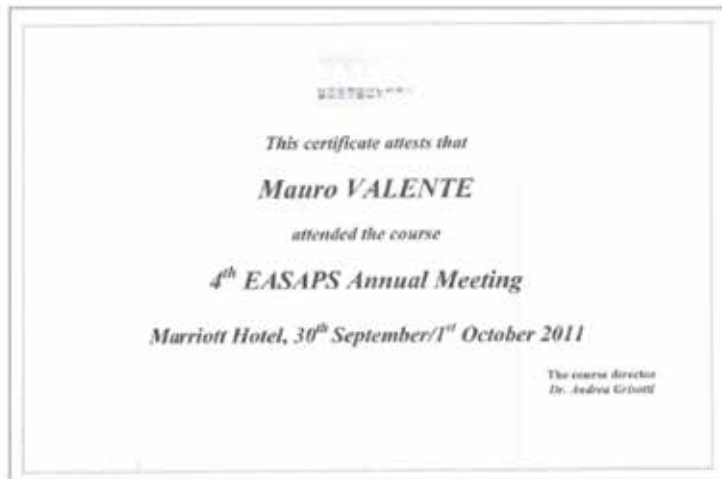 This certificate attests that
Mauro VALENTE
attended the course
4th EASAPS Annual Meeting
Marriott Hotel, 30th September/1st October 2011
The course director
Dr. Andrea Grisotti